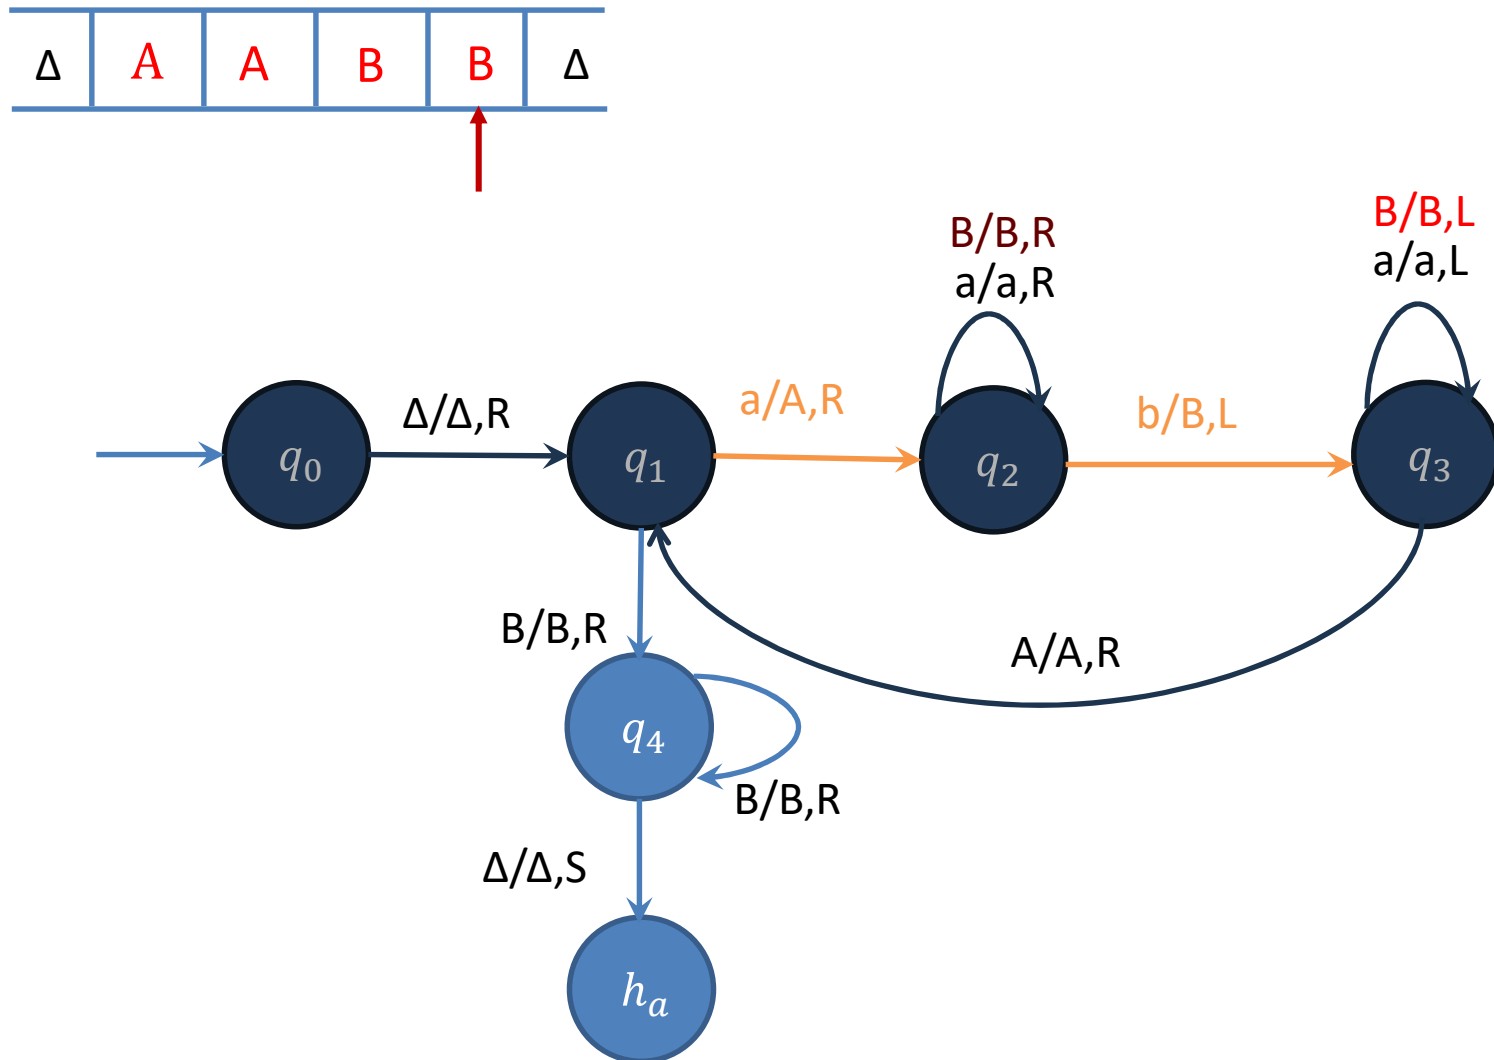 Δ A A B B Δ
B/B,R
a/a,R
B/B,L
a/a,L
Δ/Δ,R
a/A,R
b/B,L
q₀
q₁
q₂
q₃
B/B,R
A/A,R
q₄
B/B,R
Δ/Δ,S
hₐ